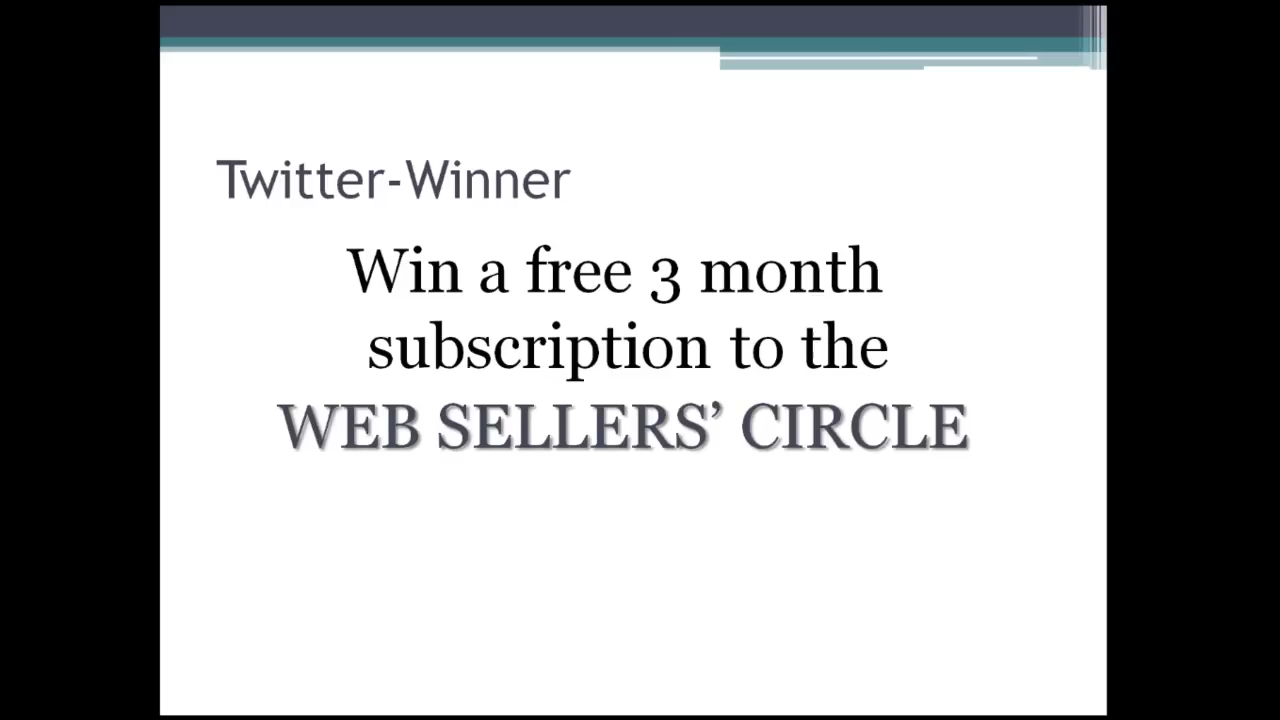 Twitter-Winner
Win a free 3 month
subscription to the
WEB SELLERS’ CIRCLE